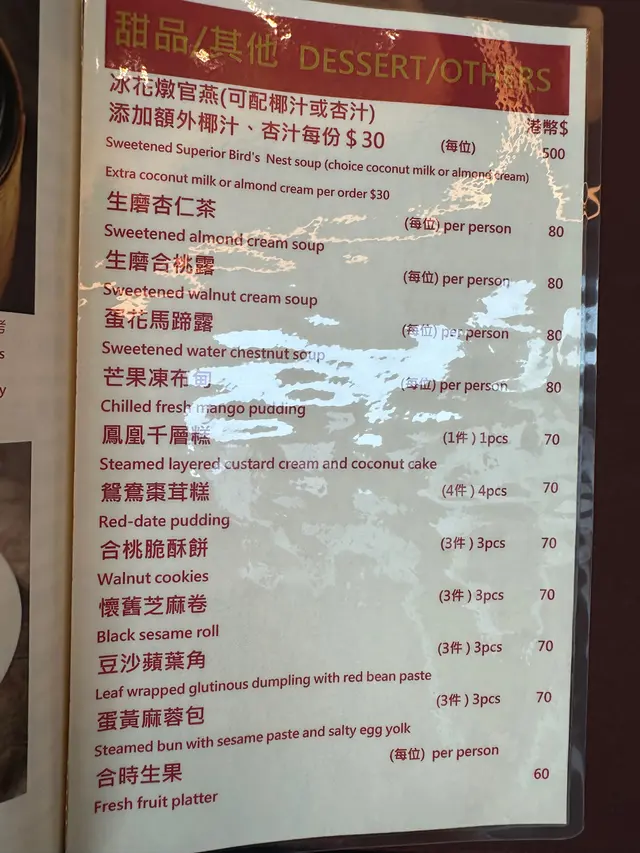 甜品/其他 DESSERT/OTHERS
港幣$
冰花燉官燕(可配椰汁或杏汁)
添加額外椰汁、杏汁每份$30 (每位) 500
Sweetened Superior Bird's Nest soup (choice coconut milk or almond cream)
Extra coconut milk or almond cream per order $30
生磨杏仁茶 (每位) per person 80
Sweetened almond cream soup
生磨合桃露 (每位) per person 80
Sweetened walnut cream soup
蛋花馬蹄露 (每位) per person 80
Sweetened water chestnut soup
芒果凍布甸 (每位) per person 80
Chilled fresh mango pudding
鳳凰千層糕 (1件) 1pcs 70
Steamed layered custard cream and coconut cake
鴛鴦棗茸糕 (4件) 4pcs 70
Red-date pudding
合桃脆酥餅 (3件) 3pcs 70
Walnut cookies
懷舊芝麻卷 (3件) 3pcs 70
Black sesame roll
豆沙蘋葉角 (3件) 3pcs 70
Leaf wrapped glutinous dumpling with red bean paste
蛋黃麻蓉包 (3件) 3pcs 70
Steamed bun with sesame paste and salty egg yolk
合時生果 (每位) per person 60
Fresh fruit platter